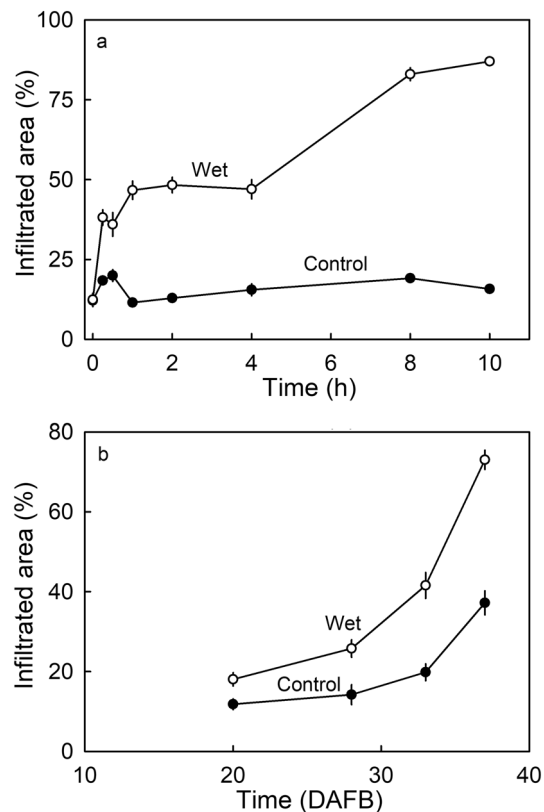 a
100
75
50
25
0
Infiltrated area (%)
Wet
Control
0 2 4 6 8 10
Time (h)
b
80
60
40
20
0
Infiltrated area (%)
Wet
Control
10 20 30 40
Time (DAFB)